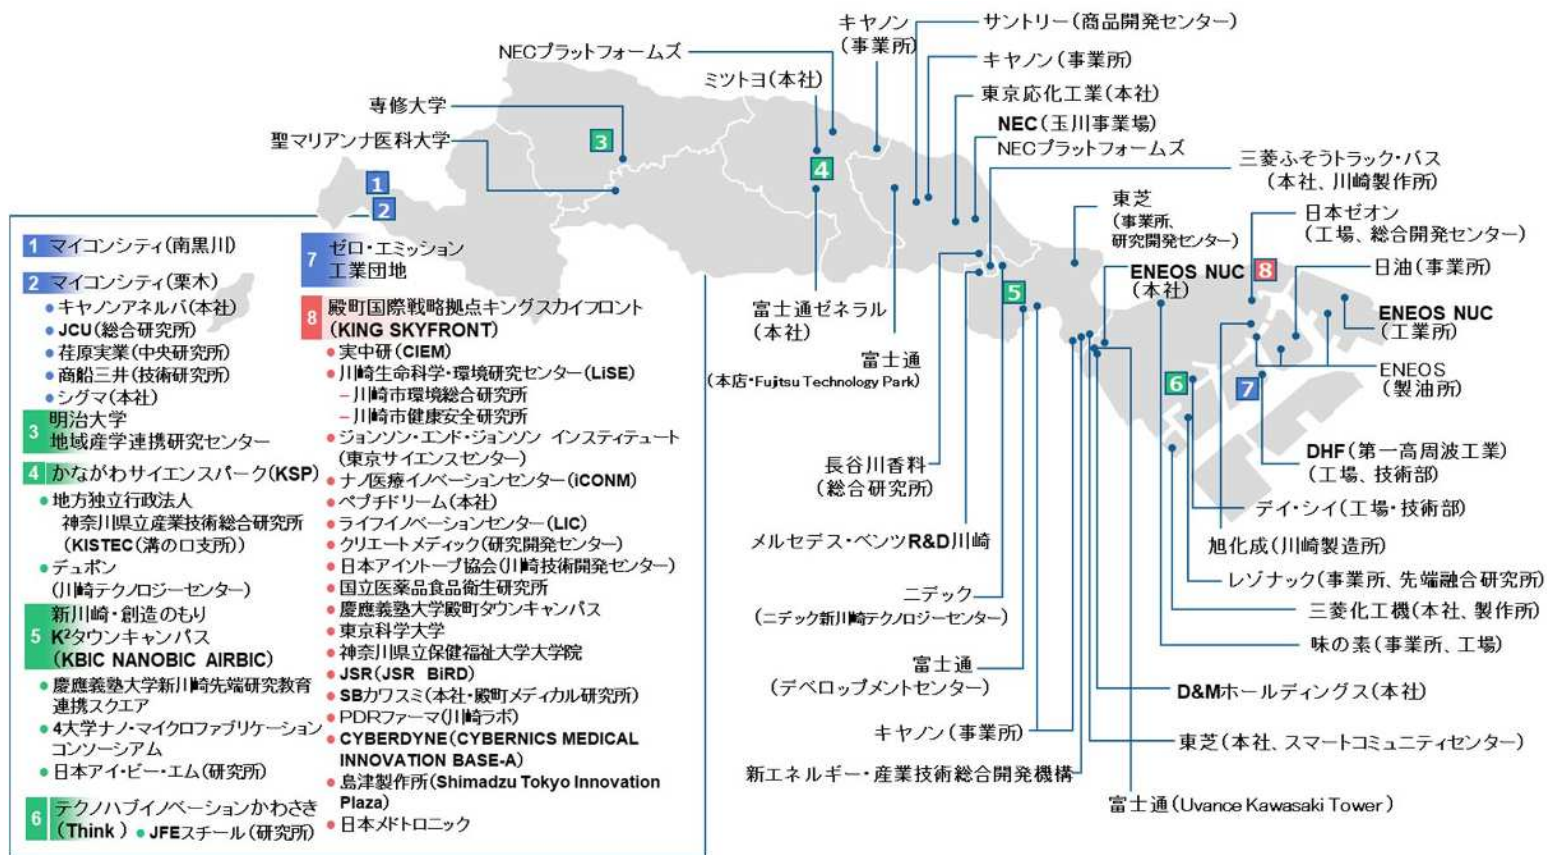 サントリー(商品開発センター)
キヤノン
(事業所)
NECプラットフォームズ
キヤノン(事業所)
ミツトヨ(本社)
東京応化工業(本社)
専修大学
NEC(玉川事業場)
NECプラットフォームズ
聖マリアンナ医科大学
3
4
三菱ふそうトラック・バス
(本社、川崎製作所)
1
2
東芝
(事業所、
研究開発センター)
日本ゼオン
(工場、総合開発センター)
ENEOS NUC
(本社)
8
日油(事業所)
5
ENEOS NUC
(工業所)
富士通ゼネラル
(本社)
富士通
(本店・Fujitsu Technology Park)
6
7
ENEOS
(製油所)
長谷川香料
(総合研究所)
DHF(第一高周波工業)
(工場、技術部)
デイ・シイ(工場・技術部)
メルセデス・ベンツR&D川崎
旭化成(川崎製造所)
レゾナック(事業所、先端融合研究所)
ニデック
(ニデック新川崎テクノロジーセンター)
三菱化工機(本社、製作所)
味の素(事業所、工場)
富士通
(デベロップメントセンター)
D&Mホールディングス(本社)
キヤノン(事業所)
東芝(本社、スマートコミュニティセンター)
新エネルギー・産業技術総合開発機構
富士通(Uvance Kawasaki Tower)
1 マイコンシティ(南黒川)
2 マイコンシティ(栗木)
●キヤノンアネルバ(本社)
●JCU(総合研究所)
●荏原実業(中央研究所)
●商船三井(技術研究所)
●シグマ(本社)
3 明治大学
地域産学連携研究センター
4 かながわサイエンスパーク(KSP)
●地方独立行政法人
神奈川県立産業技術総合研究所
(KISTEC(溝の口支所))
●デュポン
(川崎テクノロジーセンター)
5 新川崎・創造のもり
K²タウンキャンパス
(KBIC NANOBIC AIRBIC)
●慶應義塾大学新川崎先端研究教育
連携スクエア
●4大学ナノ・マイクロファブリケーション
コンソーシアム
●日本アイ・ビー・エム(研究所)
6 テクノハブイノベーションかわさき
(Think) ●JFEスチール(研究所)
7 ゼロ・エミッション
工業団地
8 殿町国際戦略拠点キングスカイフロント
(KING SKYFRONT)
●実中研(CIEM)
●川崎生命科学・環境研究センター(LiSE)
－川崎市環境総合研究所
－川崎市健康安全研究所
●ジョンソン・エンド・ジョンソン インスティテュート
(東京サイエンスセンター)
●ナノ医療イノベーションセンター(iCONM)
●ペプチドリーム(本社)
●ライフイノベーションセンター(LIC)
●クリエートメディック(研究開発センター)
●日本アイソトープ協会(川崎技術開発センター)
●国立医薬品食品衛生研究所
●慶應義塾大学殿町タウンキャンパス
●東京科学大学
●神奈川県立保健福祉大学大学院
●JSR(JSR BiRD)
●SBカワスミ(本社・殿町メディカル研究所)
●PDRファーマ(川崎ラボ)
●CYBERDYNE(CYBERNICS MEDICAL
INNOVATION BASE-A)
●島津製作所(Shimadzu Tokyo Innovation
Plaza)
●日本メドトロニック